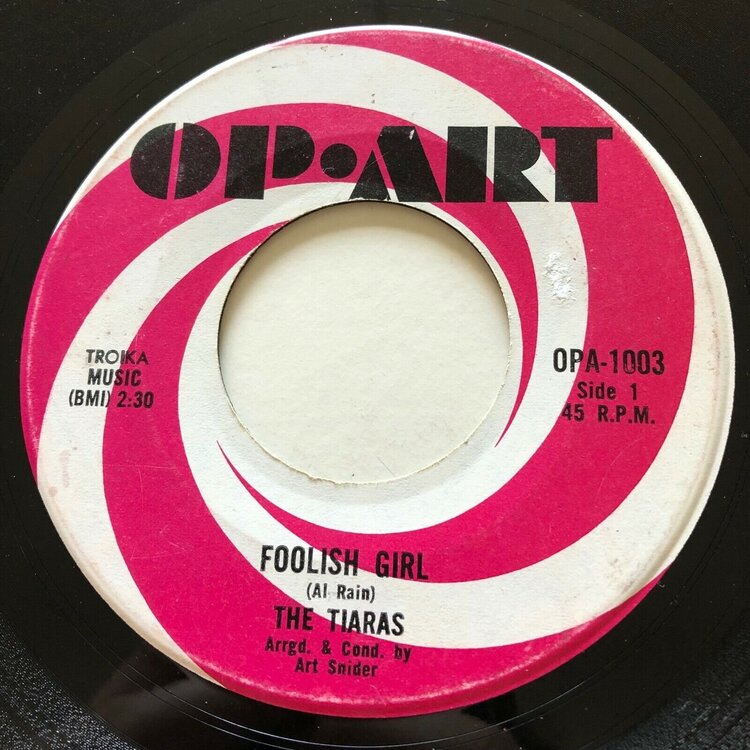 OP•ART
TROIKA
MUSIC
(BMI) 2:30
OPA-1003
Side 1
45 R.P.M.
FOOLISH GIRL
(Al Rain)
THE TIARAS
Arrgd. & Cond. by
Art Snider